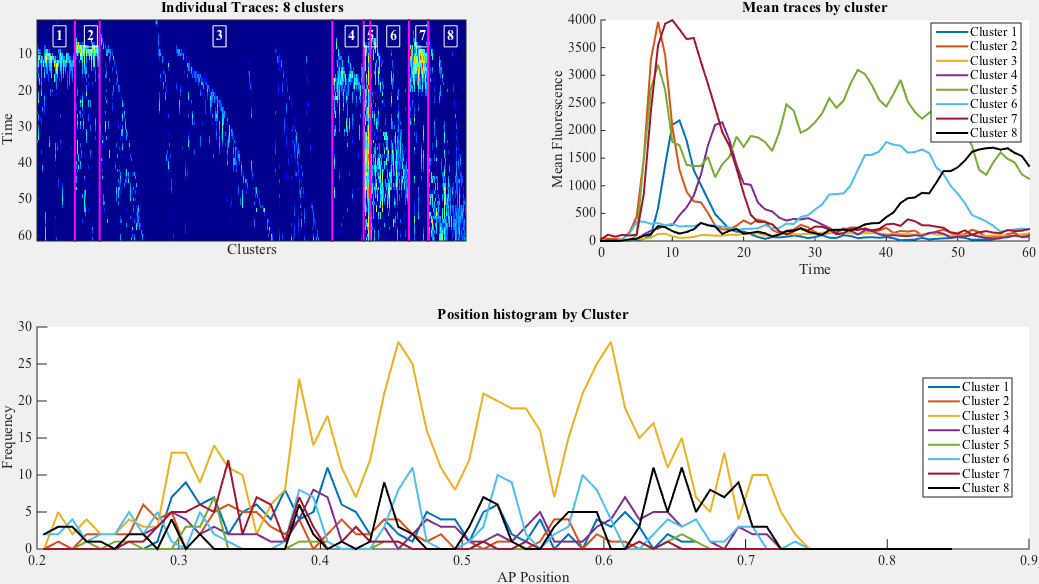 Individual Traces: 8 clusters
1 2 3 4 5 6 7 8
10
20
30
40
50
60
Time
Clusters
Mean traces by cluster
4000
3500
3000
2500
2000
1500
1000
500
0
Mean Fluorescence
0 10 20 30 40 50 60
Time
Cluster 1
Cluster 2
Cluster 3
Cluster 4
Cluster 5
Cluster 6
Cluster 7
Cluster 8
Position histogram by Cluster
30
25
20
15
10
5
0
Frequency
0.2 0.3 0.4 0.5 0.6 0.7 0.8 0.9
AP Position
Cluster 1
Cluster 2
Cluster 3
Cluster 4
Cluster 5
Cluster 6
Cluster 7
Cluster 8